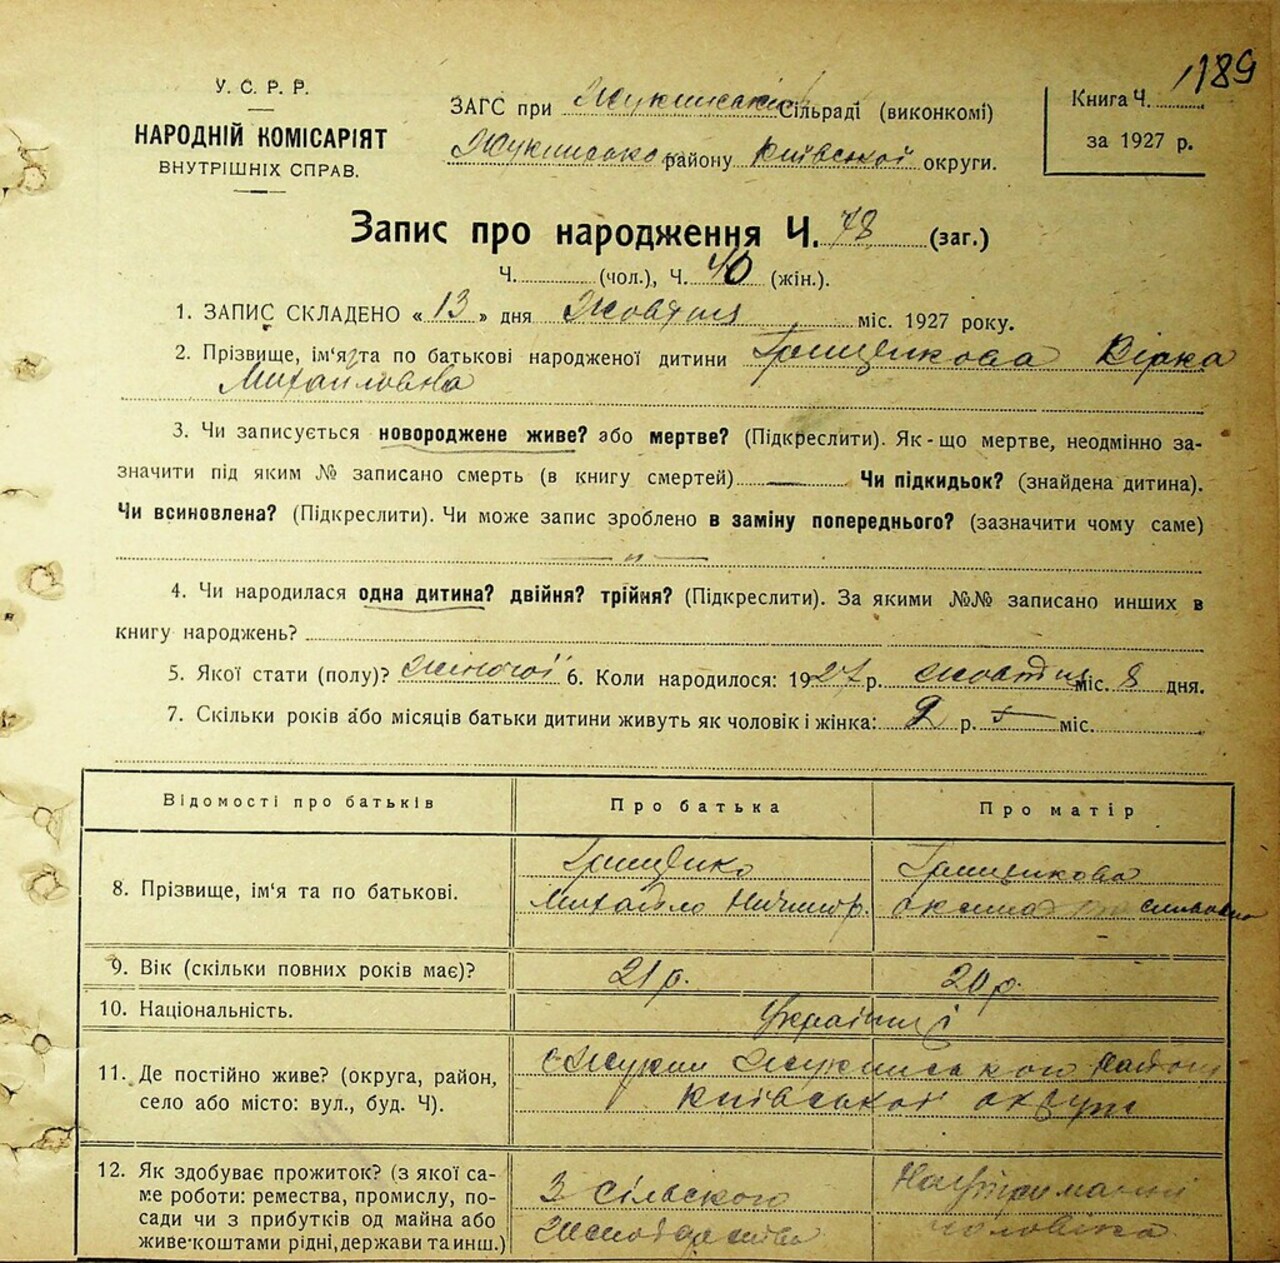 189
У. С. Р. Р.
НАРОДНІЙ КОМІСАРІЯТ
ВНУТРІШНІХ СПРАВ.
ЗАГС при Жукинській Сільраді (виконкомі)
Жукинсько району Київської округи.
Книга Ч.
за 1927 р.
Запис про народження Ч. 78 (заг.)
Ч. (чол.), Ч. 40 (жін.).
1. ЗАПИС СКЛАДЕНО « 13 » дня Жовтня міс. 1927 року.
2. Прізвище, ім'я та по батькові народженої дитини Грищенкова Вірка
Михаиловна
3. Чи записується новороджене живе? або мертве? (Підкреслити). Як-що мертве, неодмінно за-
значити під яким № записано смерть (в книгу смертей) — Чи підкидьок? (знайдена дитина).
Чи всиновлена? (Підкреслити). Чи може запис зроблено в заміну попереднього? (зазначити чому саме)
— „ —
4. Чи народилася одна дитина? двійня? трійня? (Підкреслити). За якими №№ записано инших в
книгу народжень?
5. Якої стати (полу)? жіночої 6. Коли народилося: 1927 р. жовтня міс. 8 дня.
7. Скільки років або місяців батьки дитини живуть як чоловік і жінка: 2 р. міс.
Відомості про батьків Про батька Про матір
8. Прізвище, ім'я та по батькові. Грищенко Грищенкова
Михайло Ничипор. Оксана
9. Вік (скільки повних років має)? 21 р. 20 р.
10. Національність. Українці
11. Де постійно живе? (округа, район, с Жукин Жукинського району
село або місто: вул., буд. Ч). Київської округи
12. Як здобуває прожиток? (з якої са- З сільского На утриманні
ме роботи: ремества, промислу, по- господарства чоловіка
сади чи з прибутків од майна або
живе-коштами рідні, держави та инш.)